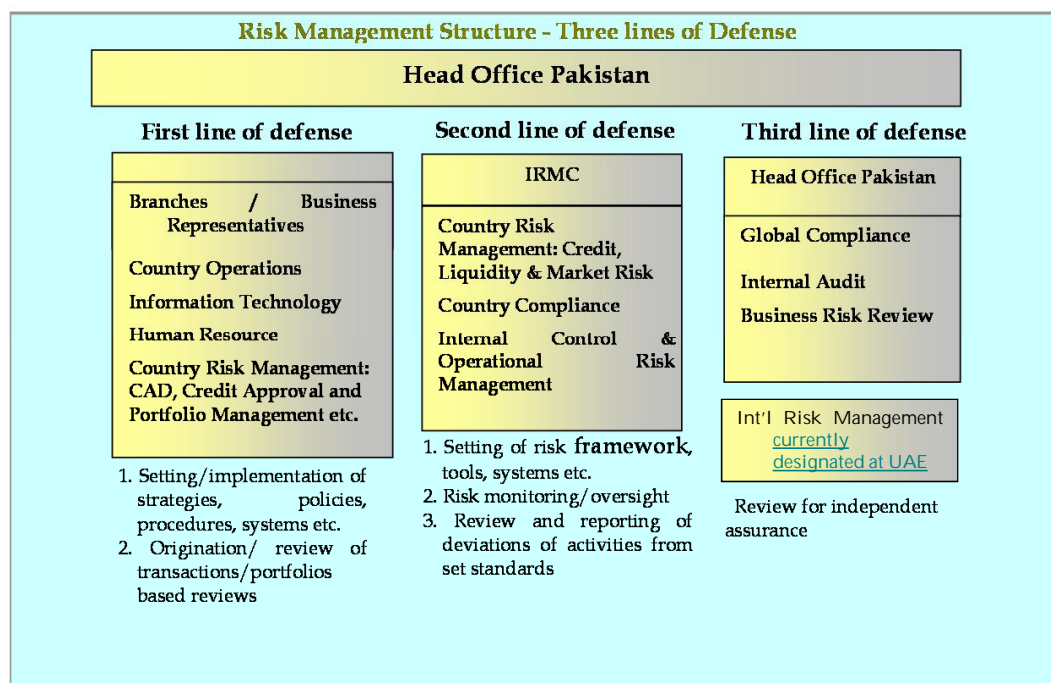 Risk Management Structure - Three lines of Defense
Head Office Pakistan
First line of defense
Branches / Business
Representatives
Country Operations
Information Technology
Human Resource
Country Risk Management:
CAD, Credit Approval and
Portfolio Management etc.
1. Setting/implementation of
strategies, policies,
procedures, systems etc.
2. Origination/ review of
transactions/portfolios
based reviews
Second line of defense
IRMC
Country Risk
Management: Credit,
Liquidity & Market Risk
Country Compliance
Internal Control &
Operational Risk
Management
1. Setting of risk framework,
tools, systems etc.
2. Risk monitoring/oversight
3. Review and reporting of
deviations of activities from
set standards
Third line of defense
Head Office Pakistan
Global Compliance
Internal Audit
Business Risk Review
Int'l Risk Management
currently
designated at UAE
Review for independent
assurance